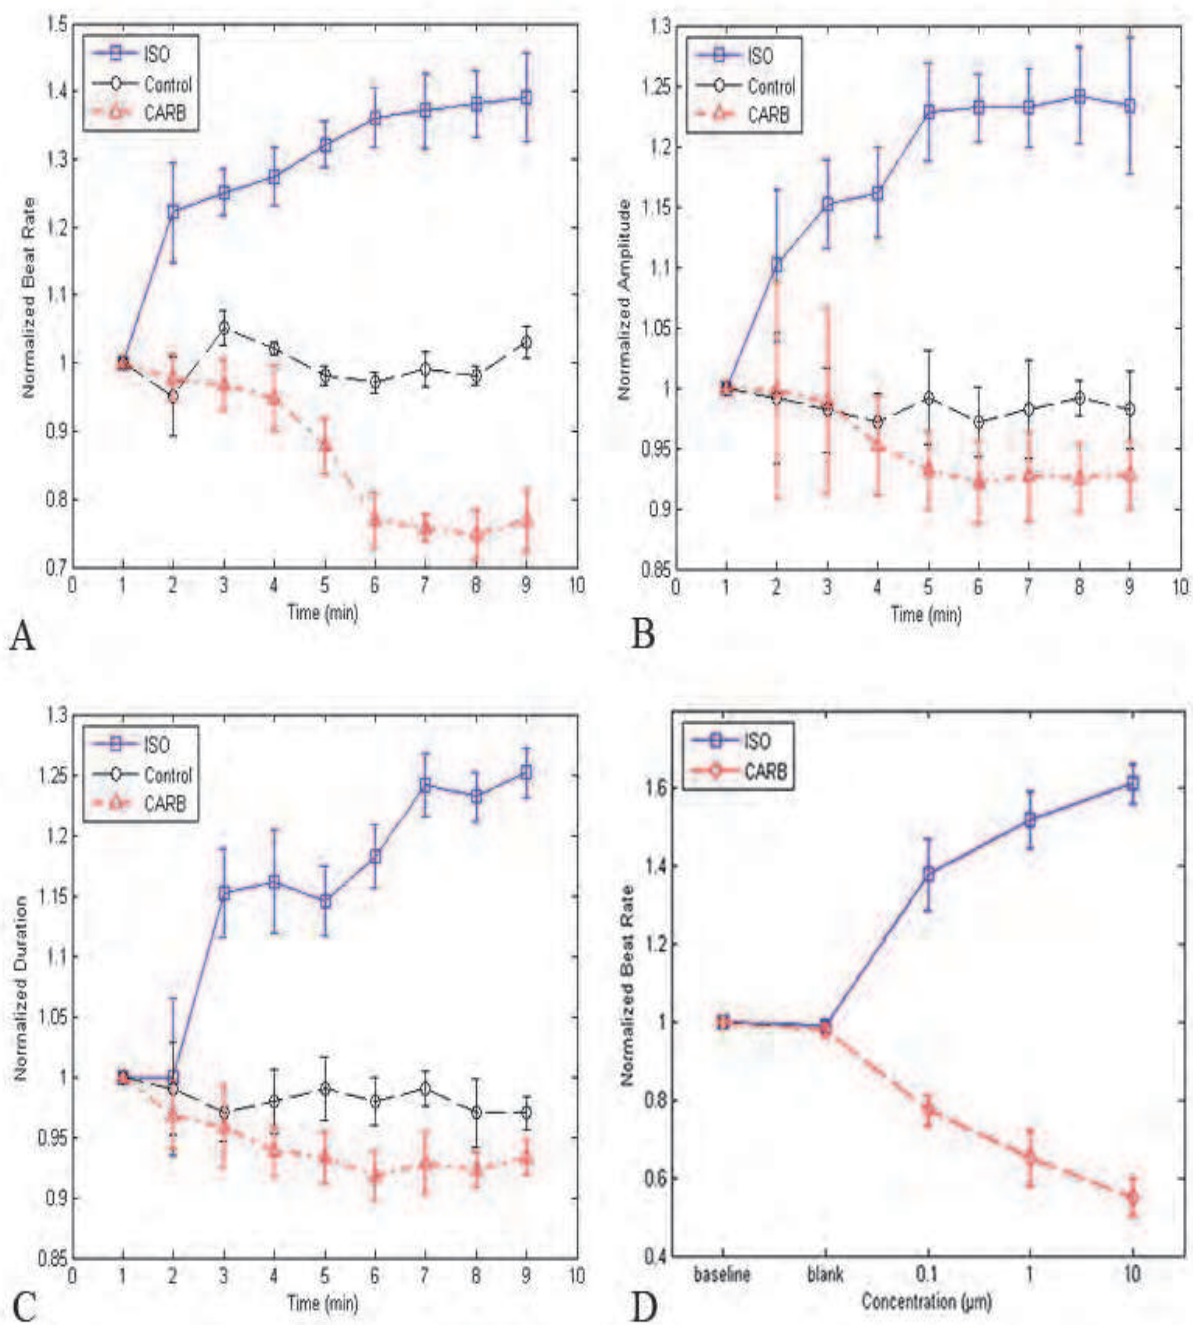 1.5
ISO
Control
CARB
1.4
1.3
1.2
1.1
1
0.9
0.8
0.7
Normalized Beat Rate
0 1 2 3 4 5 6 7 8 9 10
Time (min)
A
1.3
ISO
Control
CARB
1.25
1.2
1.15
1.1
1.05
1
0.95
0.9
0.85
Normalized Amplitude
0 1 2 3 4 5 6 7 8 9 10
Time (min)
B
1.3
ISO
Control
CARB
1.25
1.2
1.15
1.1
1.05
1
0.95
0.9
0.85
Normalized Duration
0 1 2 3 4 5 6 7 8 9 10
Time (min)
C
ISO
CARB
1.6
1.4
1.2
1
0.8
0.6
0.4
Normalized Beat Rate
baseline blank 0.1 1 10
Concentration (µm)
D